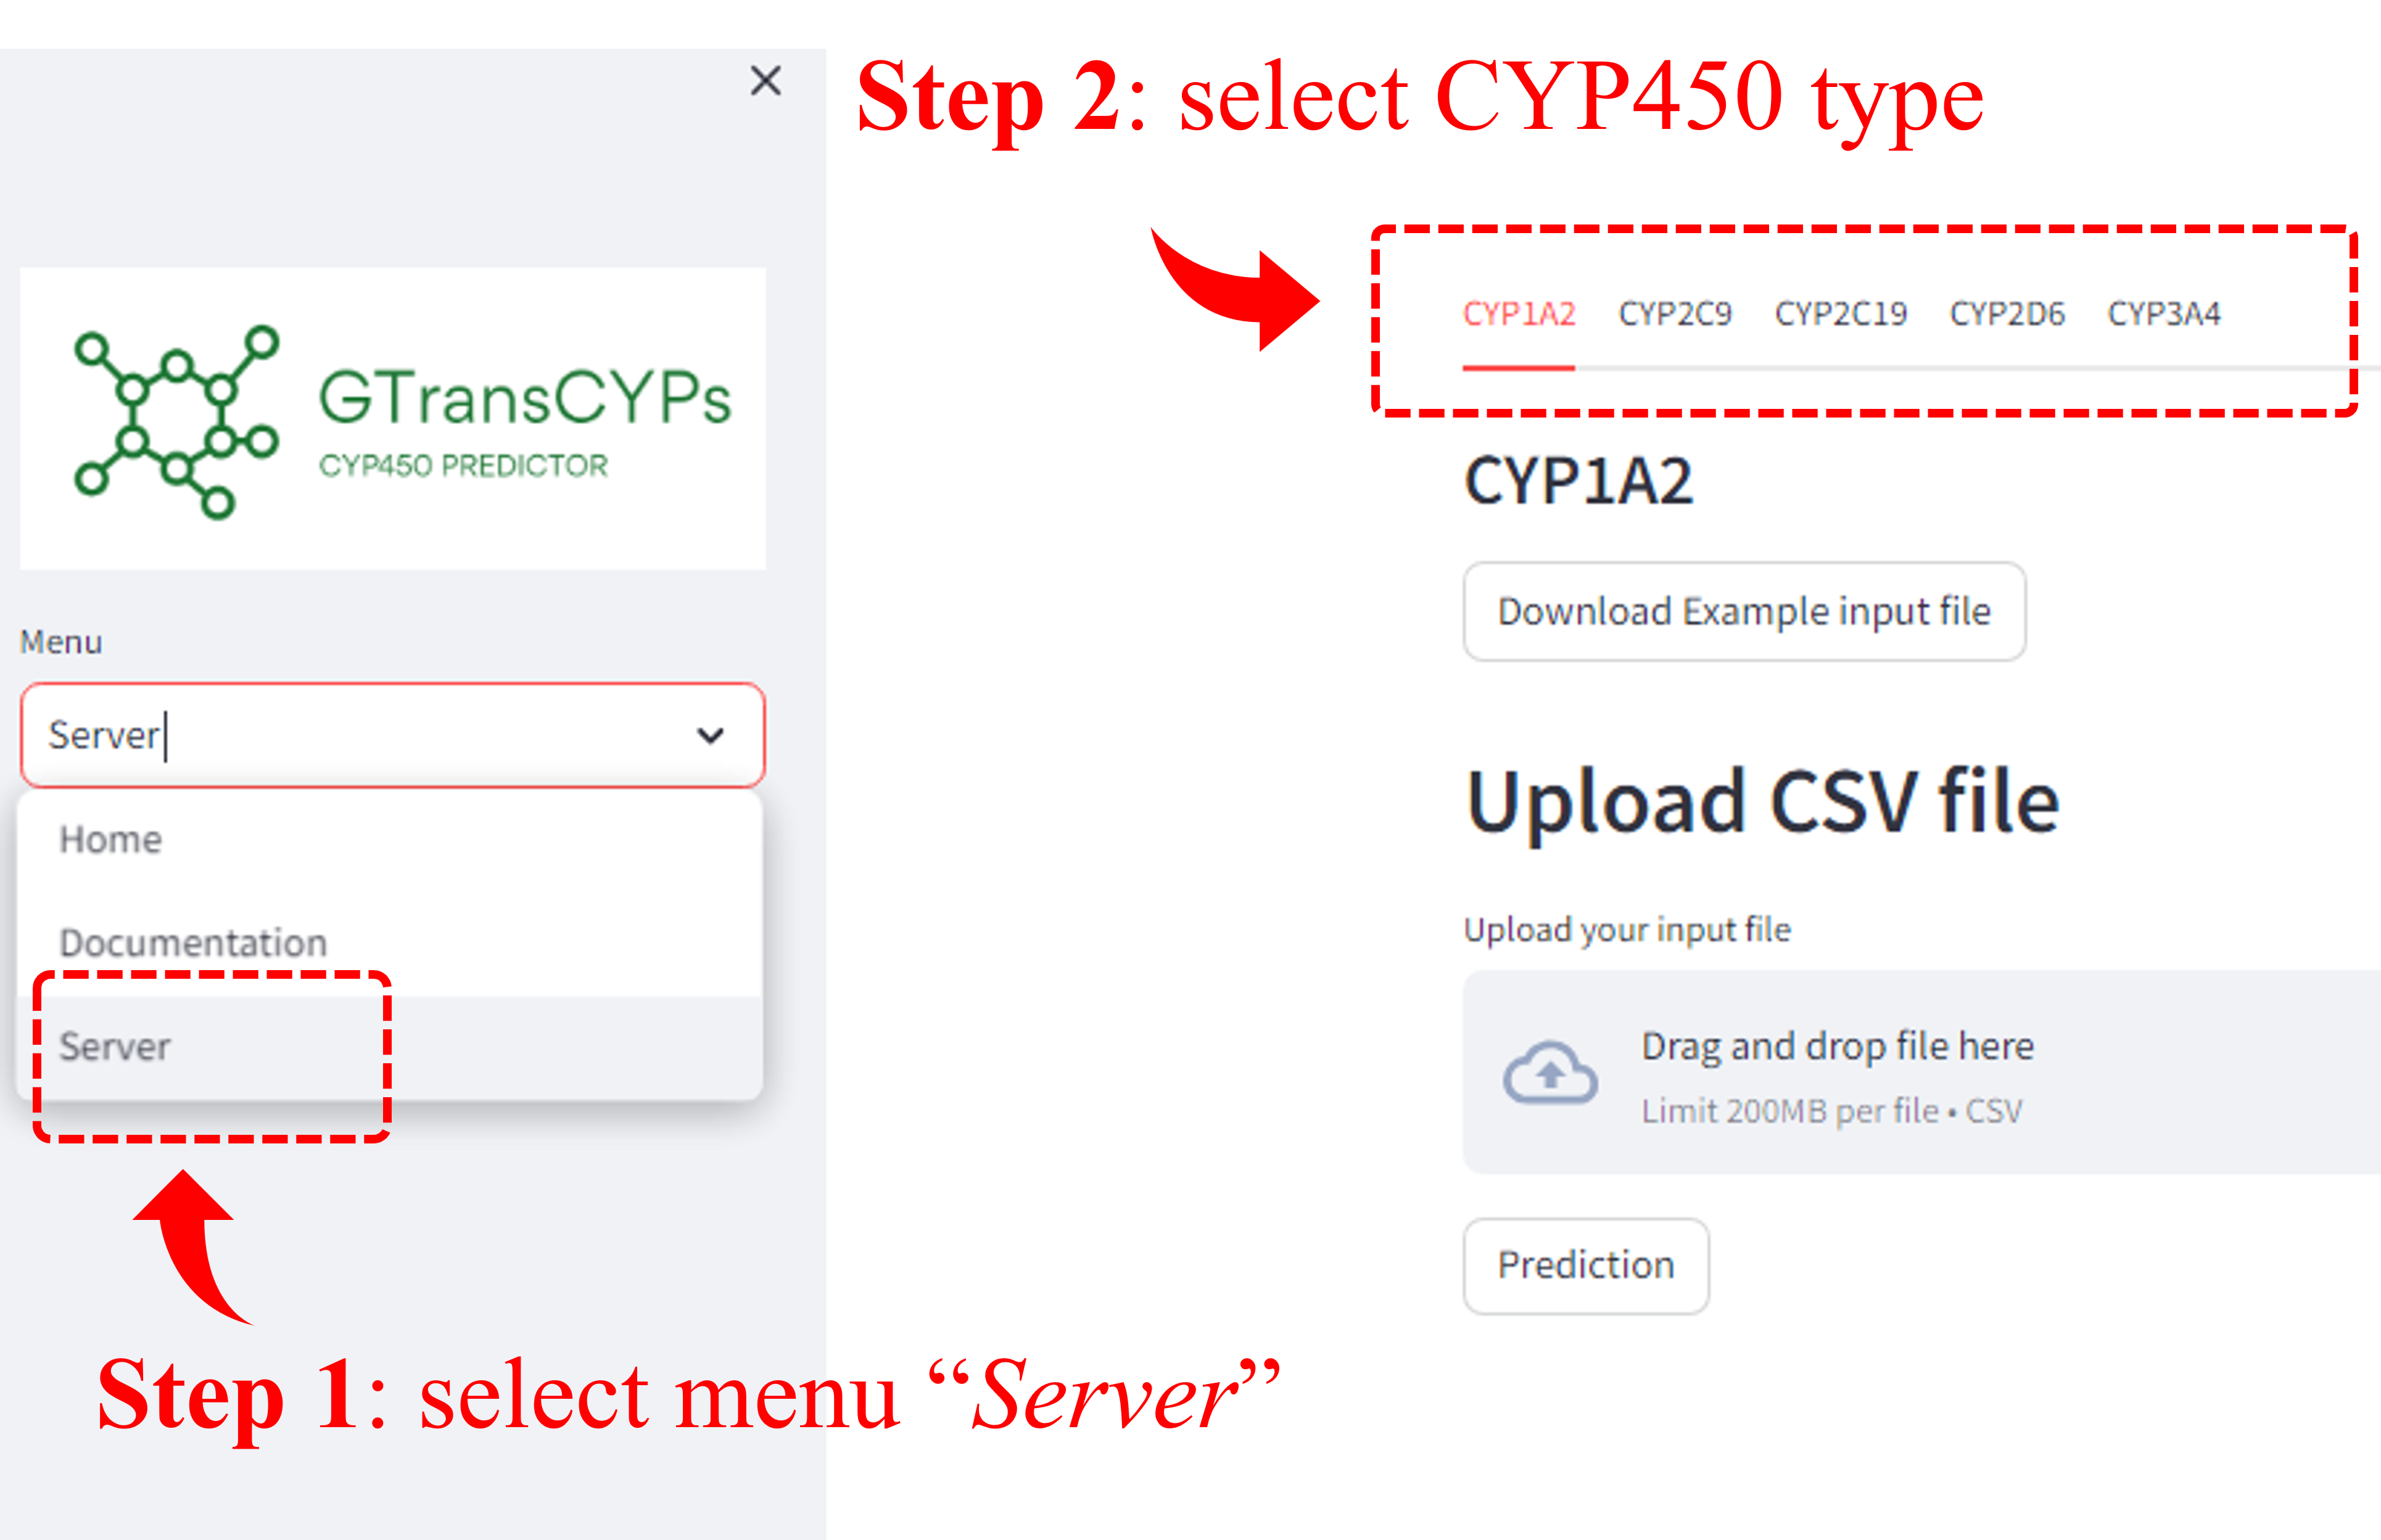 Step 2: select CYP450 type
GTransCYPs
CYP450 PREDICTOR
Menu
Server
Home
Documentation
Server
Step 1: select menu “Server”
CYP1A2 CYP2C9 CYP2C19 CYP2D6 CYP3A4
CYP1A2
Download Example input file
Upload CSV file
Upload your input file
Drag and drop file here
Limit 200MB per file • CSV
Prediction